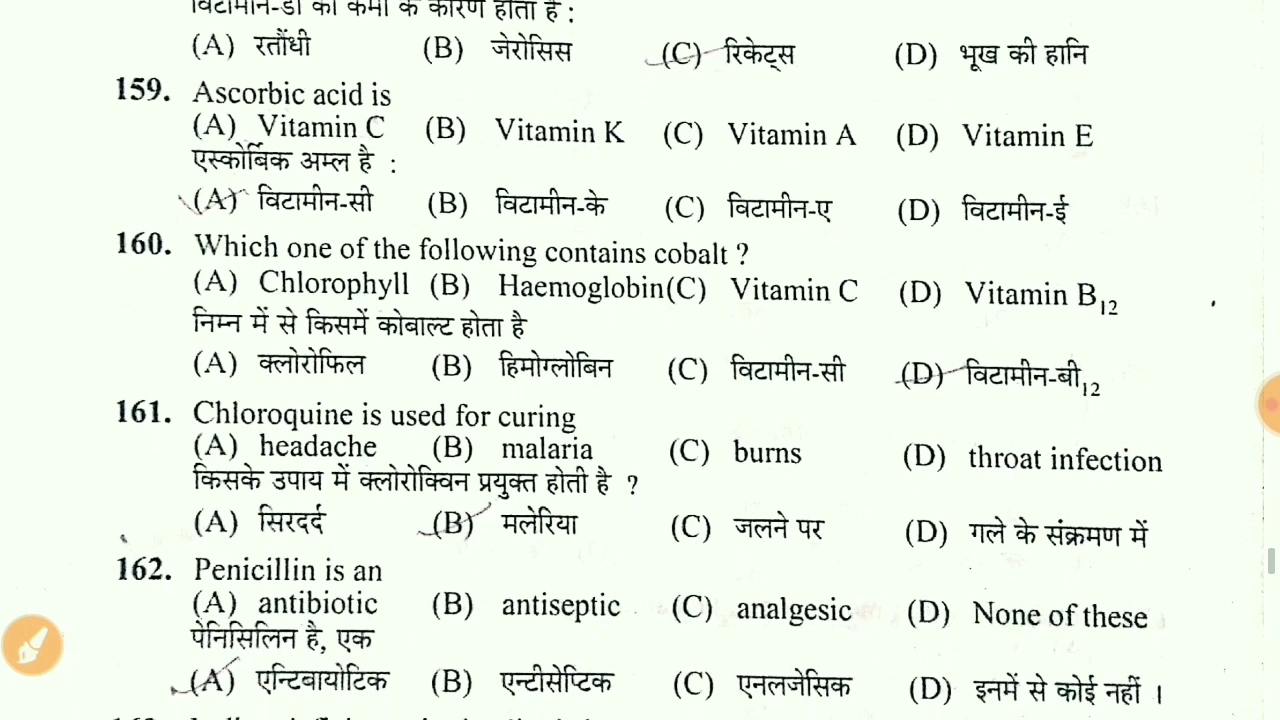 विटामीन-डी की कमी के कारण होता है :
(A) रतौंधी (B) जेरोसिस (C) रिकेट्स (D) भूख की हानि
159. Ascorbic acid is
(A) Vitamin C (B) Vitamin K (C) Vitamin A (D) Vitamin E
एस्कोर्बिक अम्ल है :
(A) विटामीन-सी (B) विटामीन-के (C) विटामीन-ए (D) विटामीन-ई
160. Which one of the following contains cobalt ?
(A) Chlorophyll (B) Haemoglobin (C) Vitamin C (D) Vitamin B₁₂
निम्न में से किसमें कोबाल्ट होता है
(A) क्लोरोफिल (B) हिमोग्लोबिन (C) विटामीन-सी (D) विटामीन-बी₁₂
161. Chloroquine is used for curing
(A) headache (B) malaria (C) burns (D) throat infection
किसके उपाय में क्लोरोक्विन प्रयुक्त होती है ?
(A) सिरदर्द (B) मलेरिया (C) जलने पर (D) गले के संक्रमण में
162. Penicillin is an
(A) antibiotic (B) antiseptic (C) analgesic (D) None of these
पेनिसिलिन है, एक
(A) एन्टिबायोटिक (B) एन्टीसेप्टिक (C) एनलजेसिक (D) इनमें से कोई नहीं ।